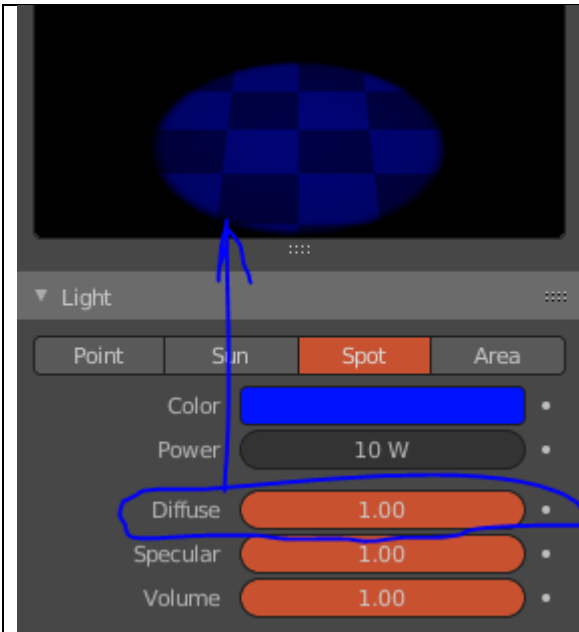 Light
Point Sun Spot Area
Color
Power 10 W
Diffuse 1.00
Specular 1.00
Volume 1.00